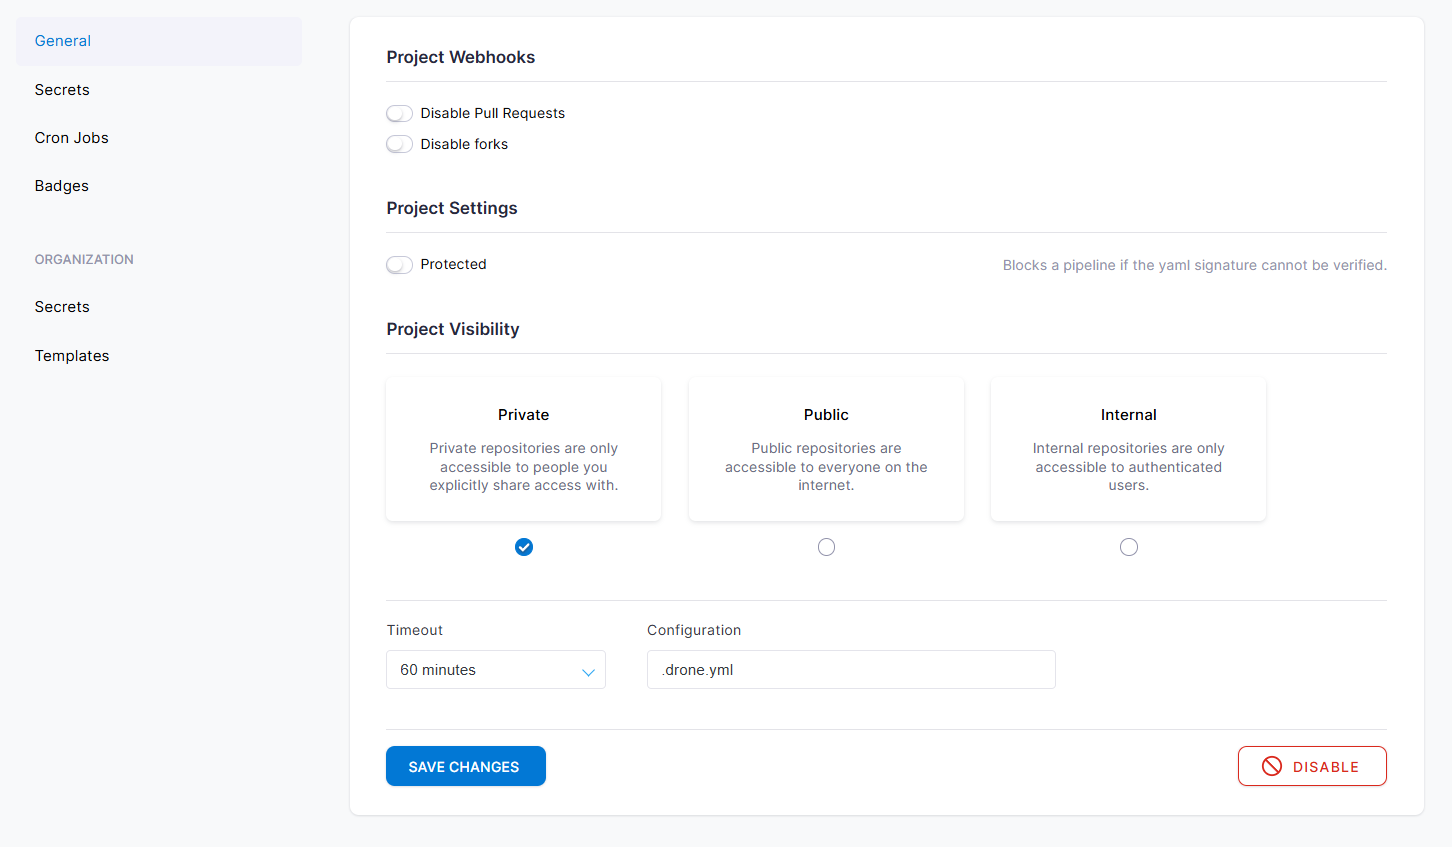 General
Secrets
Cron Jobs
Badges
ORGANIZATION
Secrets
Templates
Project Webhooks
Disable Pull Requests
Disable forks
Project Settings
Protected
Blocks a pipeline if the yaml signature cannot be verified.
Project Visibility
Private
Private repositories are only
accessible to people you
explicitly share access with.
Public
Public repositories are
accessible to everyone on the
internet.
Internal
Internal repositories are only
accessible to authenticated
users.
Timeout
60 minutes
Configuration
.drone.yml
SAVE CHANGES
DISABLE